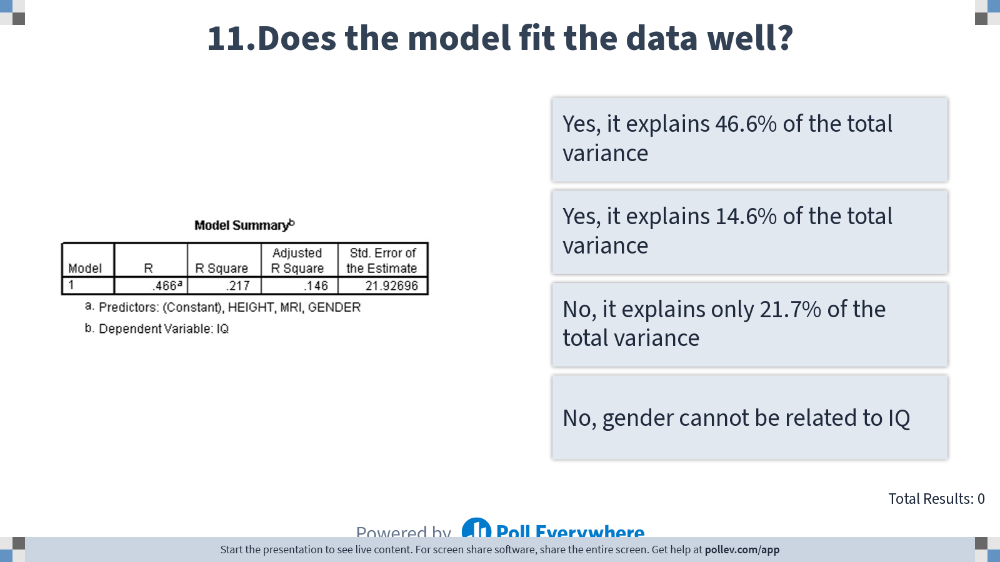 11.Does the model fit the data well?
Yes, it explains 46.6% of the total
variance
Yes, it explains 14.6% of the total
variance
No, it explains only 21.7% of the
total variance
No, gender cannot be related to IQ
Model Summaryb
Model R R Square Adjusted R Square Std. Error of the Estimate
1 .466a .217 .146 21.92696
a. Predictors: (Constant), HEIGHT, MRI, GENDER
b. Dependent Variable: IQ
Total Results: 0
Powered by Poll Everywhere
Start the presentation to see live content. For screen share software, share the entire screen. Get help at pollev.com/app